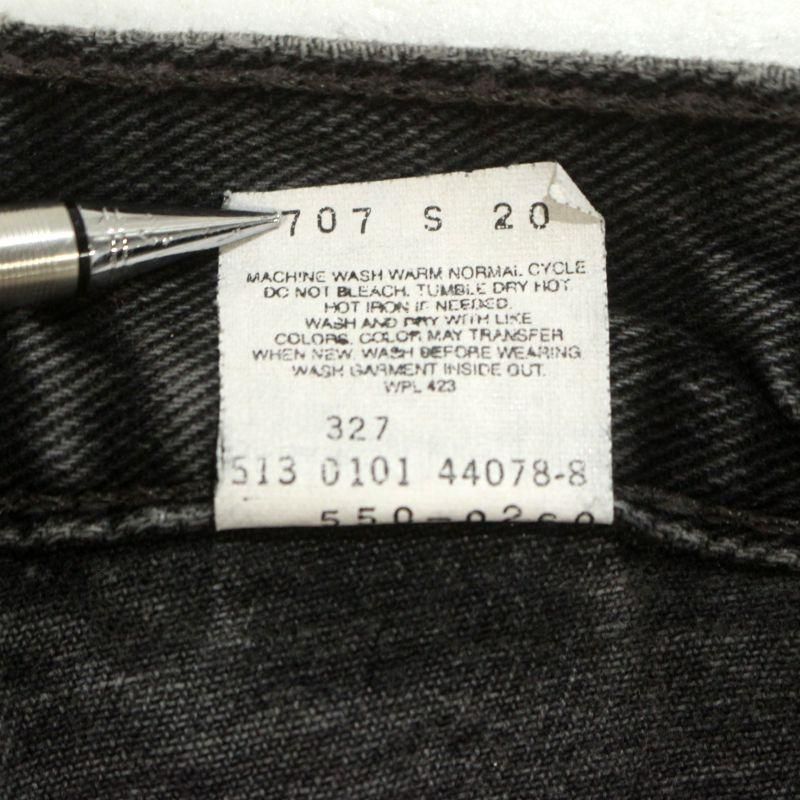 707 S 20
MACHINE WASH WARM NORMAL CYCLE
DO NOT BLEACH. TUMBLE DRY HOT
HOT IRON IF NEEDED.
WASH AND DRY WITH LIKE
COLORS. COLOR MAY TRANSFER
WHEN NEW. WASH BEFORE WEARING
WASH GARMENT INSIDE OUT.
WPL 423
327
513 0101 44078-8
550-0260